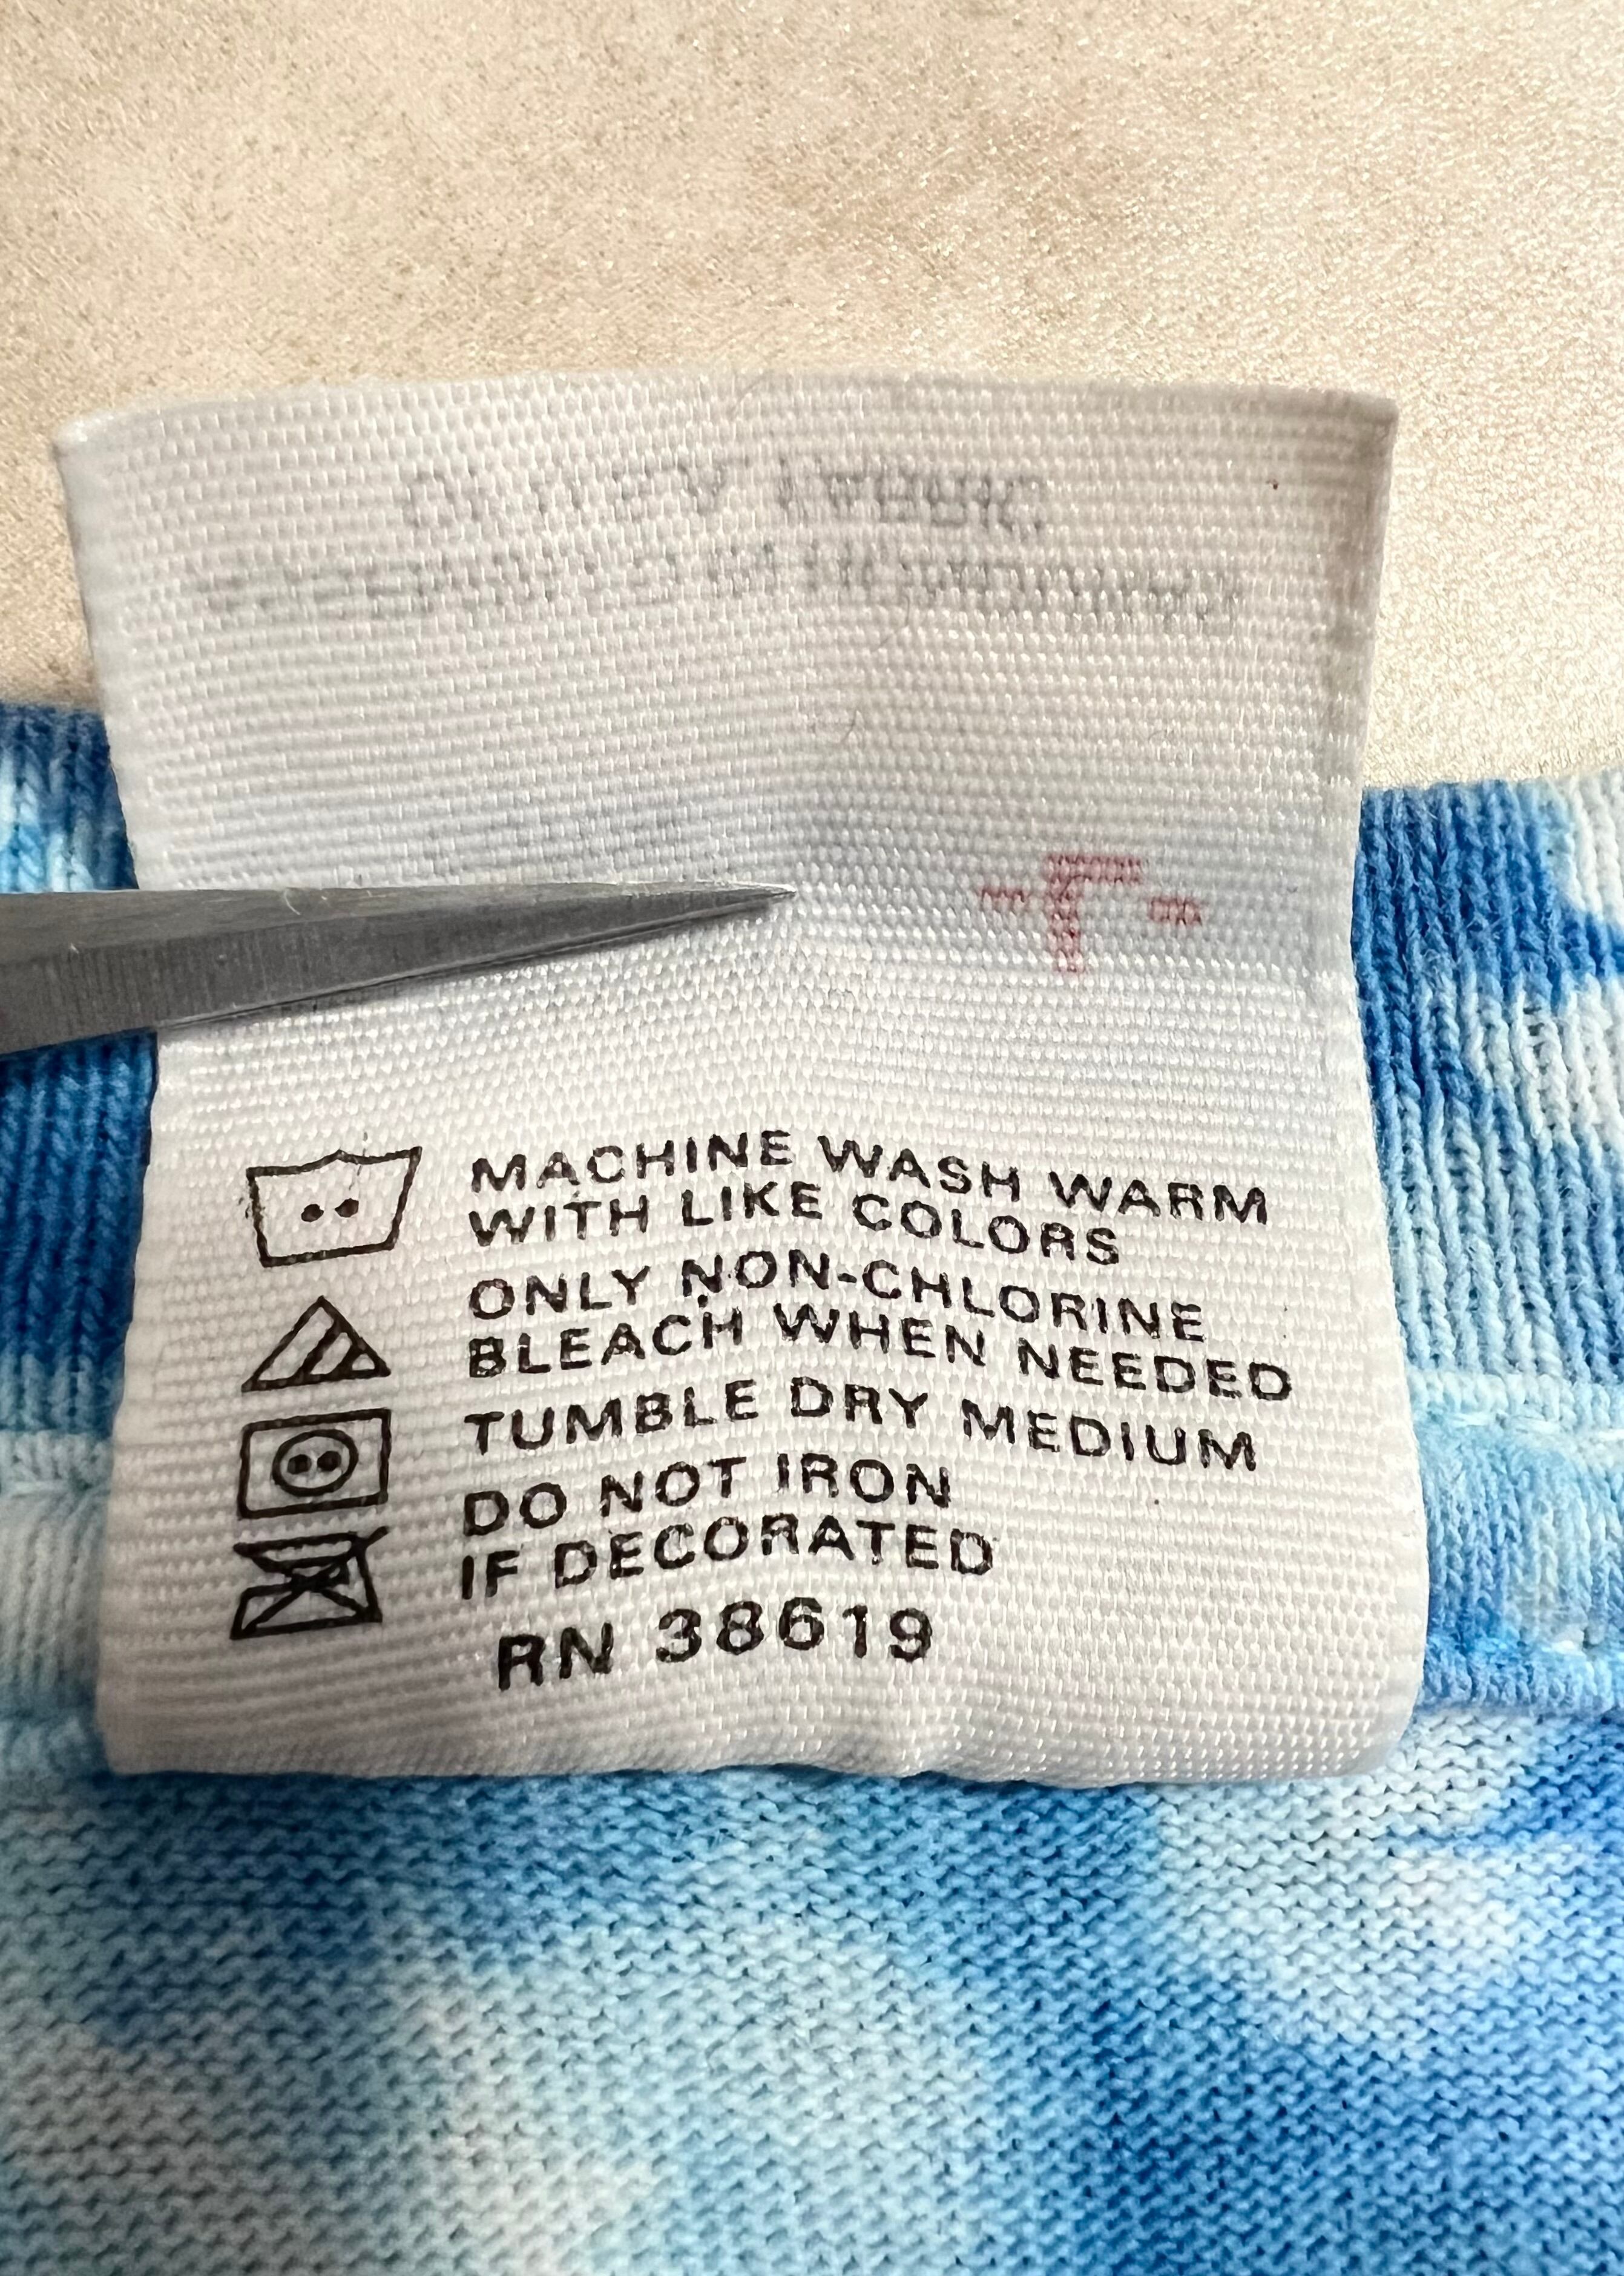 MACHINE WASH WARM
WITH LIKE COLORS
ONLY NON-CHLORINE
BLEACH WHEN NEEDED
TUMBLE DRY MEDIUM
DO NOT IRON
IF DECORATED
RN 38619